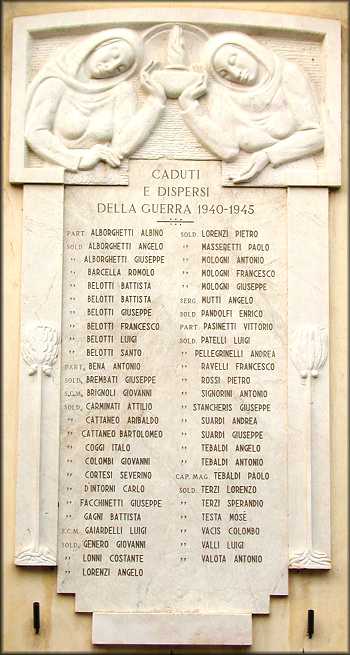 CADUTI
E DISPERSI
DELLA GUERRA 1940-1945
PART. ALBORGHETTI ALBINO
SOLD. ALBORGHETTI ANGELO
" ALBORGHETTI GIUSEPPE
" BARCELLA ROMOLO
" BELOTTI BATTISTA
" BELOTTI BATTISTA
" BELOTTI GIUSEPPE
" BELOTTI FRANCESCO
" BELOTTI LUIGI
" BELOTTI SANTO
PART. BENA ANTONIO
SOLD. BREMBATI GIUSEPPE
BRIGNOLI GIOVANNI
SOLD. CARMINATI ATTILIO
" CATTANEO ARIBALDO
" CATTANEO BARTOLOMEO
" COGGI ITALO
" COLOMBI GIOVANNI
" CORTESI SEVERINO
" D'INTORNI CARLO
" FACCHINETTI GIUSEPPE
" GAGNI BATTISTA
GAIARDELLI LUIGI
SOLD. GENERO GIOVANNI
" LONNI COSTANTE
" LORENZI ANGELO
SOLD. LORENZI PIETRO
" MASSERETTI PAOLO
" MOLOGNI ANTONIO
" MOLOGNI FRANCESCO
" MOLOGNI GIUSEPPE
SERG. MUTTI ANGELO
SOLD. PANDOLFI ENRICO
PART. PASINETTI VITTORIO
SOLD. PATELLI LUIGI
" PELLEGRINELLI ANDREA
" RAVELLI FRANCESCO
" ROSSI PIETRO
" SIGNORINI ANTONIO
" STANCHERIS GIUSEPPE
" SUARDI ANDREA
" SUARDI GIUSEPPE
" TEBALDI ANGELO
" TEBALDI ANTONIO
CAP. MAG. TEBALDI PAOLO
SOLD. TERZI LORENZO
" TERZI SPERANDIO
" TESTA MOSÈ
" VACIS COLOMBO
" VALLI LUIGI
" VALOTA ANTONIO